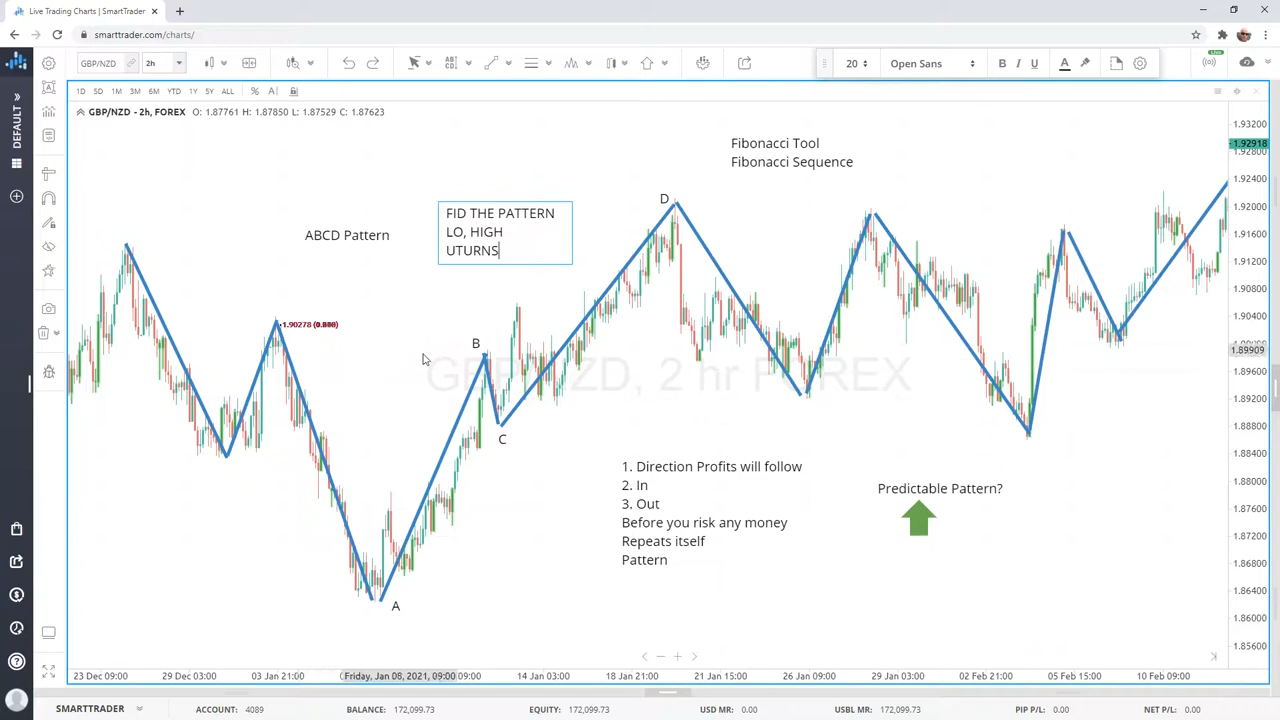 Live Trading Charts | SmartTrader
smarttrader.com/charts/
GBP/NZD
2h
20
Open Sans
B I U
A
Live
1D 5D 1M 3M 6M YTD 1Y 5Y ALL
%
GBP/NZD - 2h, FOREX O: 1.87761 H: 1.87850 L: 1.87529 C: 1.87623
DEFAULT
Fibonacci Tool
Fibonacci Sequence
ABCD Pattern
FID THE PATTERN
LO, HIGH
UTURNS
D
1.90278
B
C
A
GBP/NZD, 2 hr FOREX
1. Direction Profits will follow
2. In
3. Out
Before you risk any money
Repeats itself
Pattern
Predictable Pattern?
1.93200
1.92918
1.92800
1.92400
1.92000
1.91600
1.91200
1.90800
1.90400
1.89909
1.89600
1.89200
1.88800
1.88400
1.88000
1.87600
1.87200
1.86800
1.86400
1.86000
1.85600
23 Dec 09:00 29 Dec 03:00 03 Jan 21:00 Friday, Jan 08, 2021, 09:00 09:00 14 Jan 03:00 18 Jan 21:00 21 Jan 15:00 26 Jan 09:00 29 Jan 03:00 02 Feb 21:00 05 Feb 15:00 10 Feb 09:00
SMARTTRADER ACCOUNT: 4089 BALANCE: 172,099.73 EQUITY: 172,099.73 USD MR: 0.00 USBL MR: 172,099.73 PIP P/L: 0.00 NET P/L: 0.00